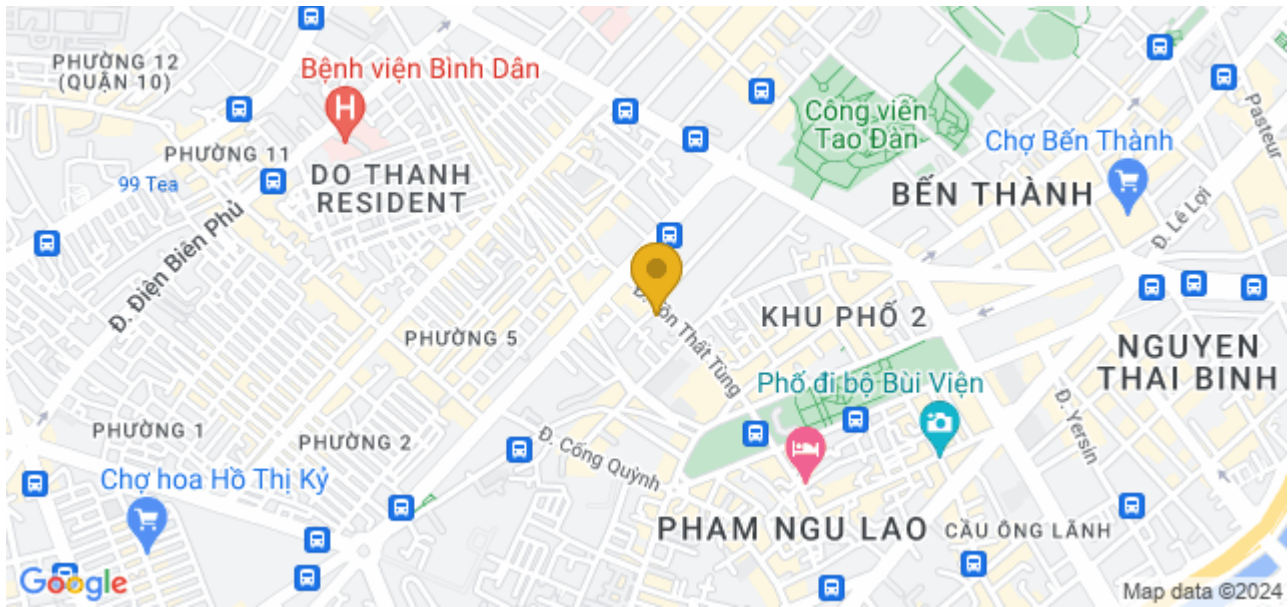 PHƯỜNG 12
(QUẬN 10)
Bệnh viện Bình Dân
H
Công viên
Tao Đàn
Pasteur
Chợ Bến Thành
PHƯỜNG 11
99 Tea
DO THANH
RESIDENT
BẾN THÀNH
Đ. Lê Lợi
Đ. Điện Biên Phủ
Đ. Tôn Thất Tùng
KHU PHỐ 2
PHƯỜNG 5
NGUYEN
THAI BINH
Phố đi bộ Bùi Viện
Đ. Yersin
PHƯỜNG 1
PHƯỜNG 2
Đ. Cống Quỳnh
Chợ hoa Hồ Thị Kỷ
PHAM NGU LAO
CẦU ÔNG LÃNH
Google
Map data ©2024